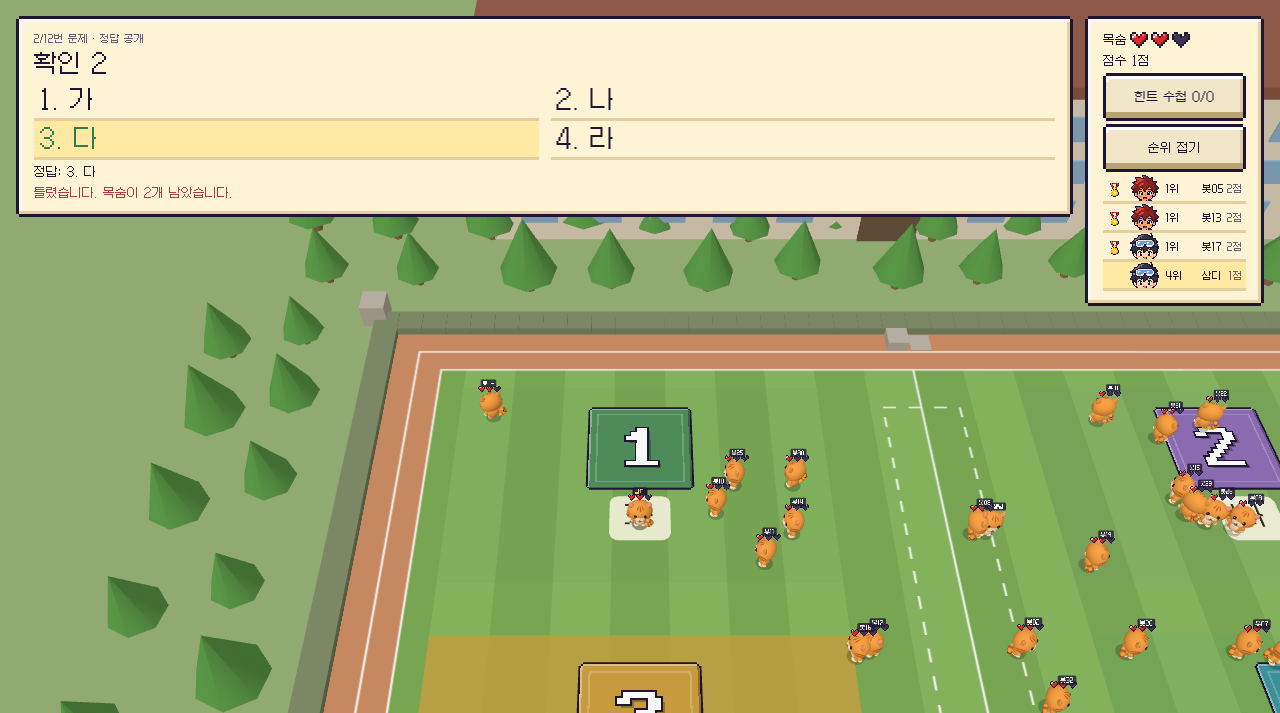 2/12번 문제 · 정답 공개
확인 2
1. 가
2. 나
3. 다
4. 라
정답: 3. 다
틀렸습니다. 목숨이 2개 남았습니다.
목숨
점수 1점
힌트 수첩 0/0
순위 접기
1위 봇05 2점
1위 봇13 2점
1위 봇17 2점
4위 삼디 1점
1
2
3